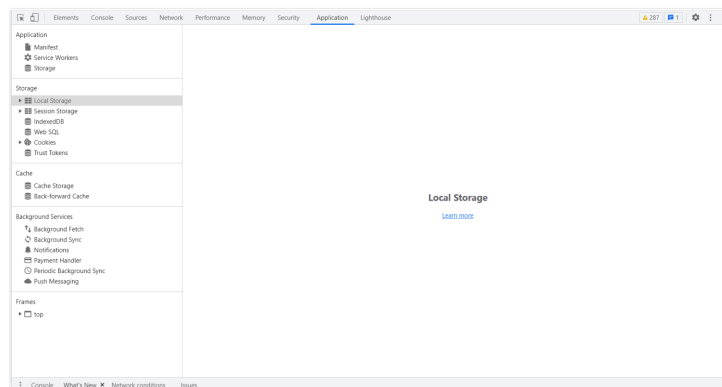 Elements Console Sources Network Performance Memory Security Application Lighthouse 287 1
Application
Manifest
Service Workers
Storage
Storage
Local Storage
Session Storage
IndexedDB
Web SQL
Cookies
Trust Tokens
Cache
Cache Storage
Back-forward Cache
Background Services
Background Fetch
Background Sync
Notifications
Payment Handler
Periodic Background Sync
Push Messaging
Frames
top
Local Storage
Learn more
Console What's New Network conditions Issues